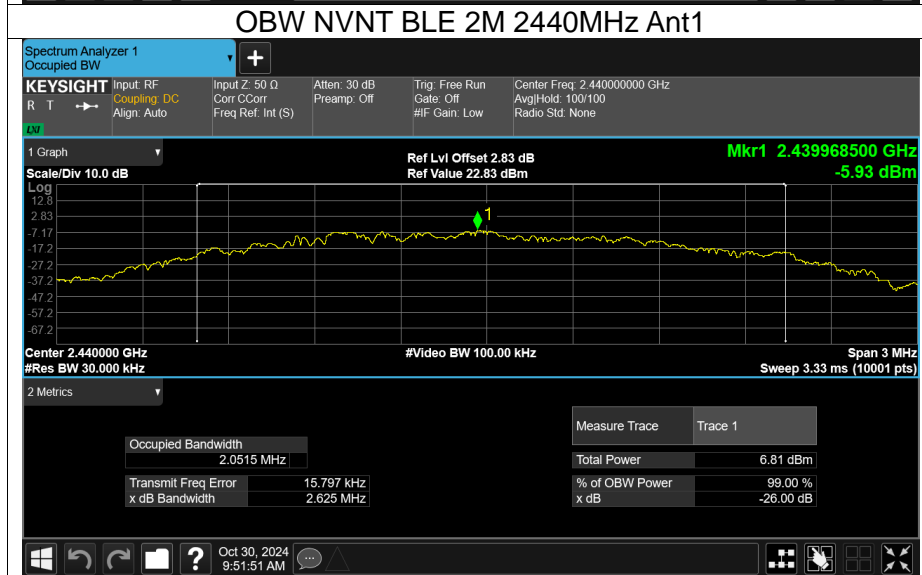 OBW NVNT BLE 2M 2440MHz Ant1
Spectrum Analyzer 1
Occupied BW
▼
+
KEYSIGHT Input: RF Input Z: 50 Ω Atten: 30 dB Trig: Free Run Center Freq: 2.440000000 GHz
R T Coupling: DC Corr CCorr Preamp: Off Gate: Off Avg|Hold: 100/100
Align: Auto Freq Ref: Int (S) #IF Gain: Low Radio Std: None
LXI
1 Graph ▼ Ref Lvl Offset 2.83 dB Mkr1 2.439968500 GHz
Scale/Div 10.0 dB Ref Value 22.83 dBm -5.93 dBm
Log
12.8
2.83
1
-7.17
-17.2
-27.2
-37.2
-47.2
-57.2
-67.2
Center 2.440000 GHz #Video BW 100.00 kHz Span 3 MHz
#Res BW 30.000 kHz Sweep 3.33 ms (10001 pts)
2 Metrics ▼
Measure Trace Trace 1
Occupied Bandwidth
2.0515 MHz Total Power 6.81 dBm
Transmit Freq Error 15.797 kHz % of OBW Power 99.00 %
x dB Bandwidth 2.625 MHz x dB -26.00 dB
? Oct 30, 2024
9:51:51 AM